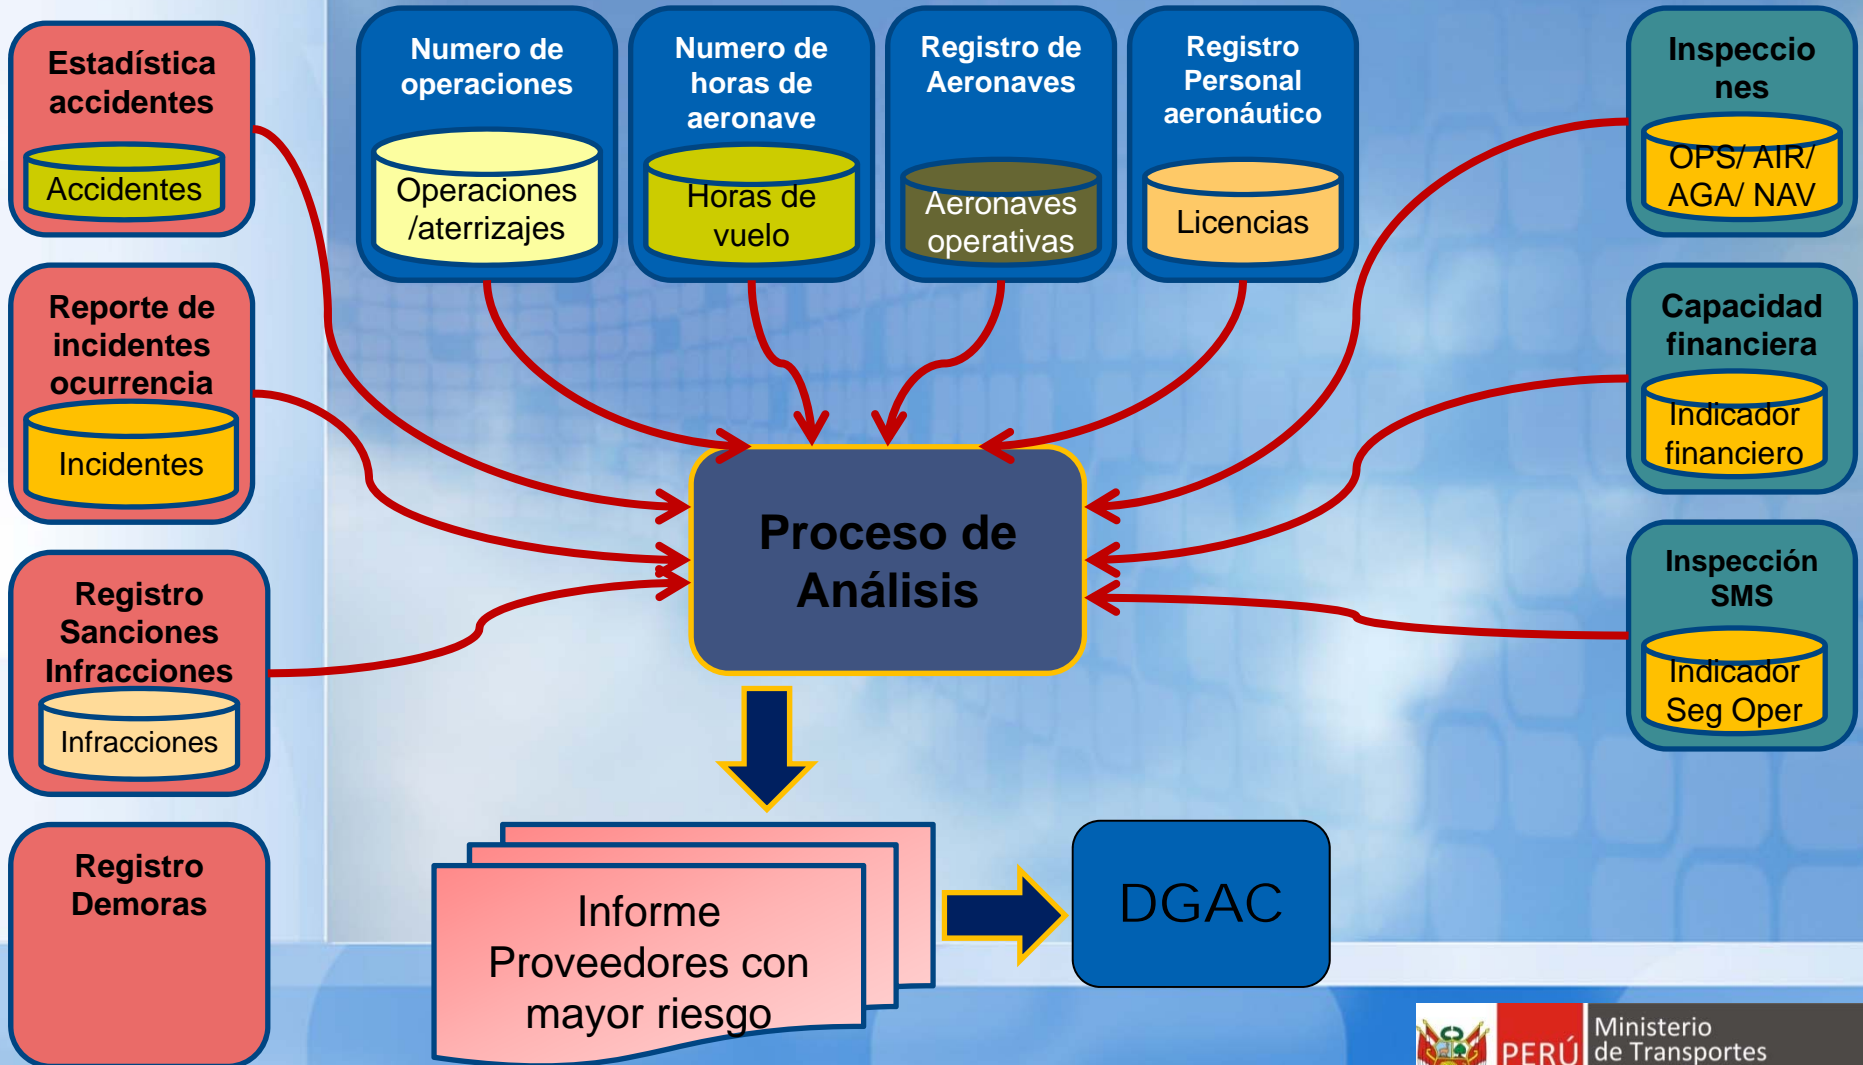 Estadística
accidentes
Accidentes
Numero de
operaciones
Operaciones
/aterrizajes
Numero de
horas de
aeronave
Horas de
vuelo
Registro de
Aeronaves
Aeronaves
operativas
Registro
Personal
aeronáutico
Licencias
Inspeccio
nes
OPS/ AIR/
AGA/ NAV
Reporte de
incidentes
ocurrencia
Incidentes
Capacidad
financiera
Indicador
financiero
Proceso de
Análisis
Registro
Sanciones
Infracciones
Infracciones
Inspección
SMS
Indicador
Seg Oper
Registro
Demoras
Informe
Proveedores con
mayor riesgo
DGAC
PERÚ
Ministerio
de Transportes